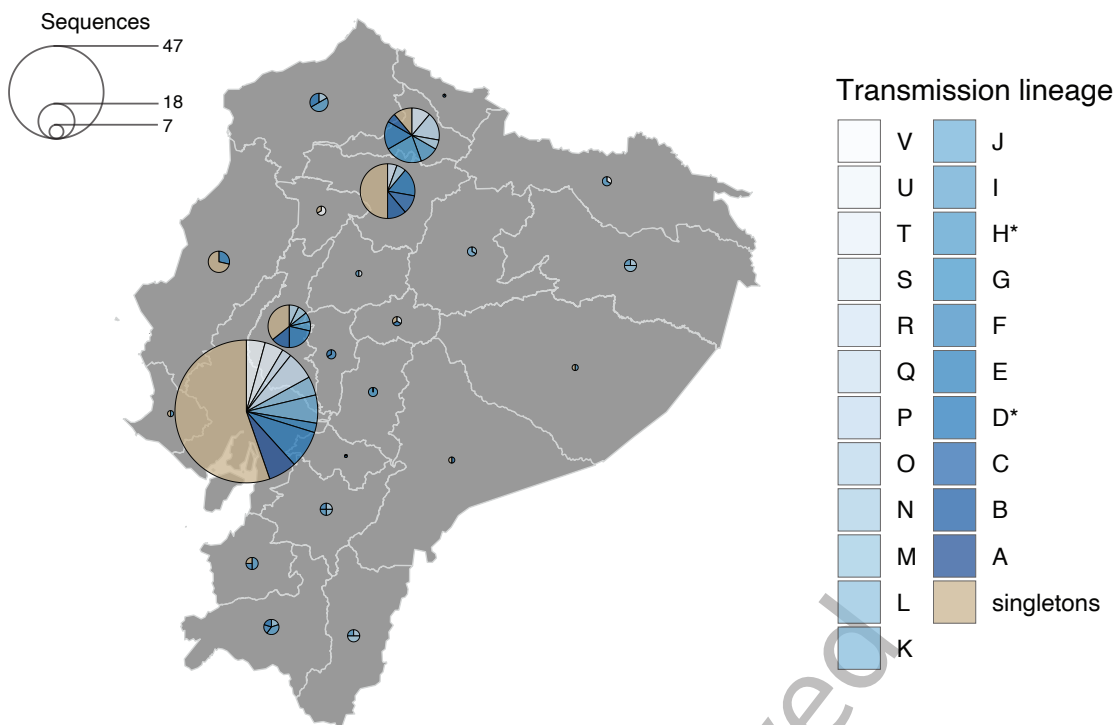 Sequences
47
18
7
Transmission lineage
V J
U I
T H*
S G
R F
Q E
P D*
O C
N B
M A
L singletons
K